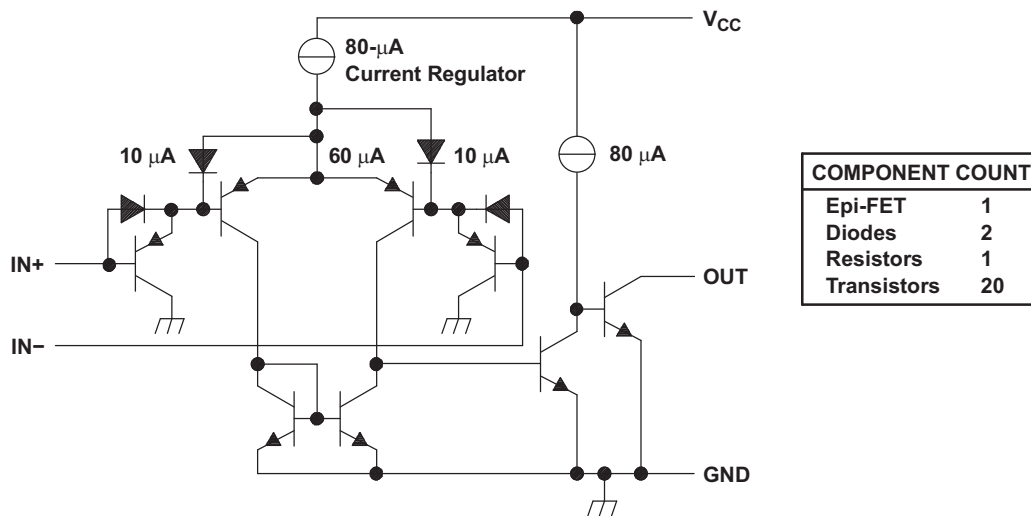 V_CC
80-μA
Current Regulator
10 μA
60 μA
10 μA
80 μA
COMPONENT COUNT
Epi-FET 1
Diodes 2
Resistors 1
Transistors 20
IN+
OUT
IN−
GND